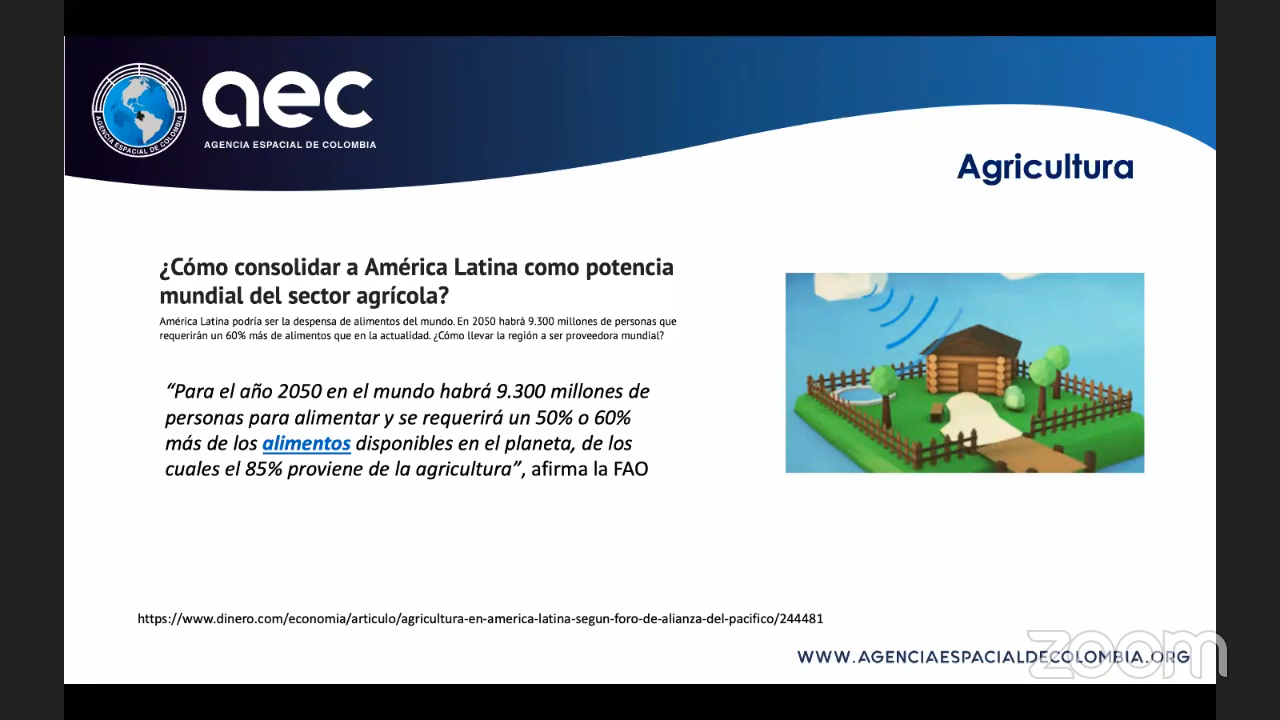 aec
AGENCIA ESPACIAL DE COLOMBIA
AGENCIA ESPACIAL DE COLOMBIA
Agricultura
¿Cómo consolidar a América Latina como potencia
mundial del sector agrícola?
América Latina podría ser la despensa de alimentos del mundo. En 2050 habrá 9.300 millones de personas que
requerirán un 60% más de alimentos que en la actualidad. ¿Cómo llevar la región a ser proveedora mundial?
“Para el año 2050 en el mundo habrá 9.300 millones de
personas para alimentar y se requerirá un 50% o 60%
más de los alimentos disponibles en el planeta, de los
cuales el 85% proviene de la agricultura”, afirma la FAO
https://www.dinero.com/economia/articulo/agricultura-en-america-latina-segun-foro-de-alianza-del-pacifico/244481
WWW.AGENCIAESPACIALDECOLOMBIA.ORG
zoom